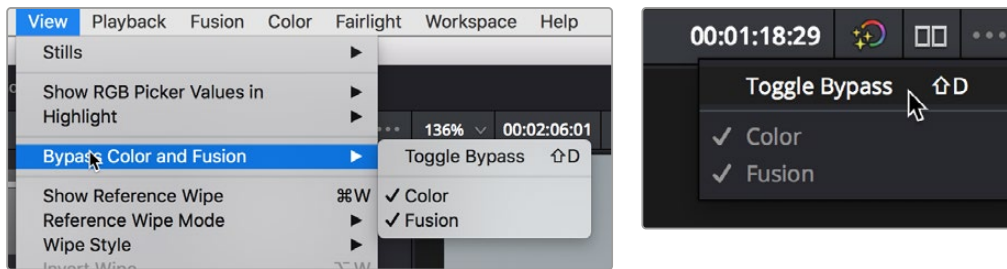 View Playback Fusion Color Fairlight Workspace Help
Stills
Show RGB Picker Values in
Highlight
136% 00:02:06:01
Bypass Color and Fusion
Toggle Bypass ⇧D
Show Reference Wipe ⌘W
✓ Color
Reference Wipe Mode
✓ Fusion
Wipe Style
Invert Wipe ⌥W
00:01:18:29
Toggle Bypass ⇧D
✓ Color
✓ Fusion